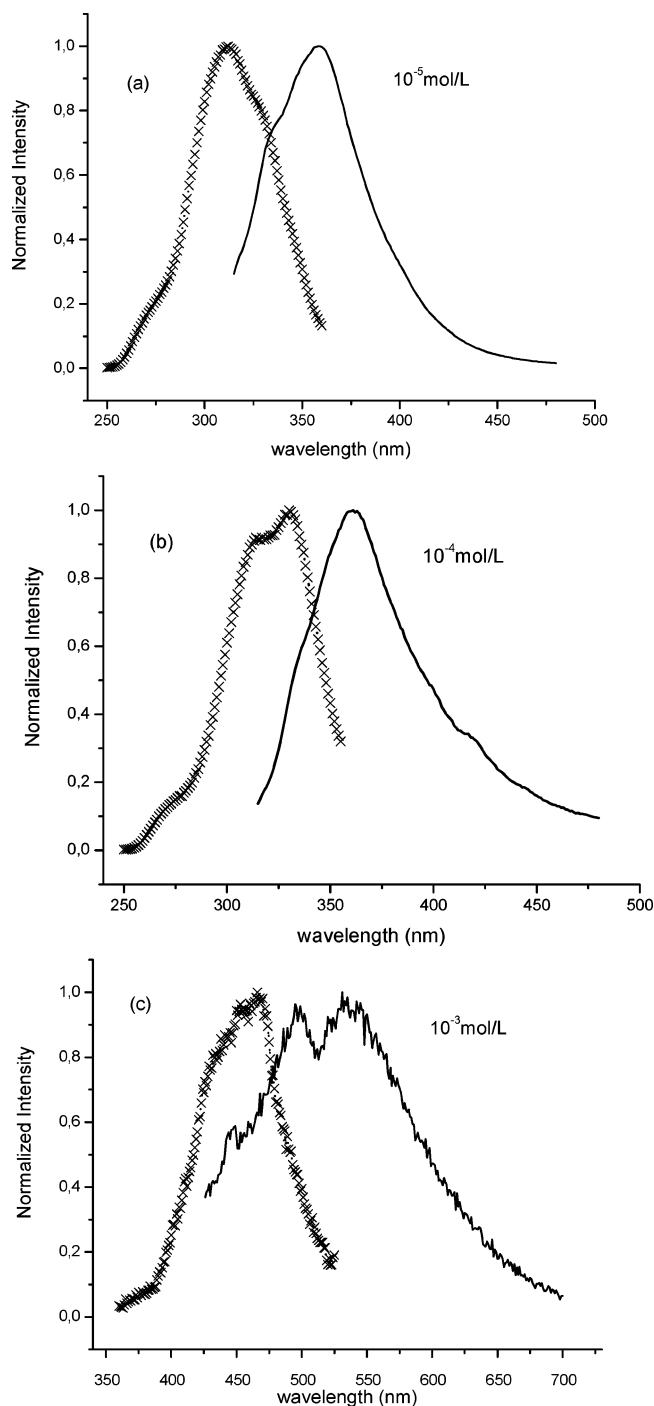 (a)
10⁻⁵mol/L
Normalized Intensity
1,0
0,8
0,6
0,4
0,2
0,0
250 300 350 400 450 500
wavelength (nm)
(b)
10⁻⁴mol/L
Normalized Intensity
1,0
0,8
0,6
0,4
0,2
0,0
250 300 350 400 450 500
wavelength (nm)
(c)
10⁻³mol/L
Normalized Intensity
1,0
0,8
0,6
0,4
0,2
0,0
350 400 450 500 550 600 650 700
wavelength (nm)